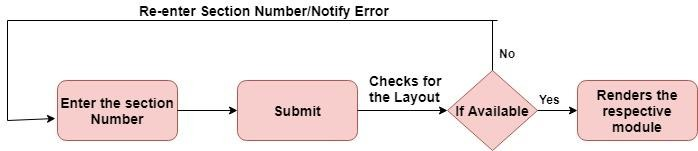 Re-enter Section Number/Notify Error
No
Enter the section
Number
Submit
Checks for
the Layout
If Available
Yes
Renders the
respective
module